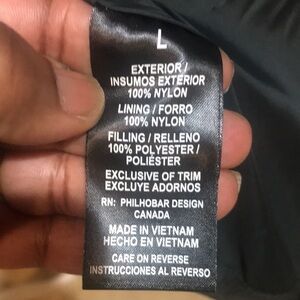 L
EXTERIOR /
INSUMOS EXTERIOR
100% NYLON
LINING / FORRO
100% NYLON
FILLING / RELLENO
100% POLYESTER /
POLIÉSTER
EXCLUSIVE OF TRIM
EXCLUYE ADORNOS
RN: PHILHOBAR DESIGN
CANADA
MADE IN VIETNAM
HECHO EN VIETNAM
CARE ON REVERSE
INSTRUCCIONES AL REVERSO